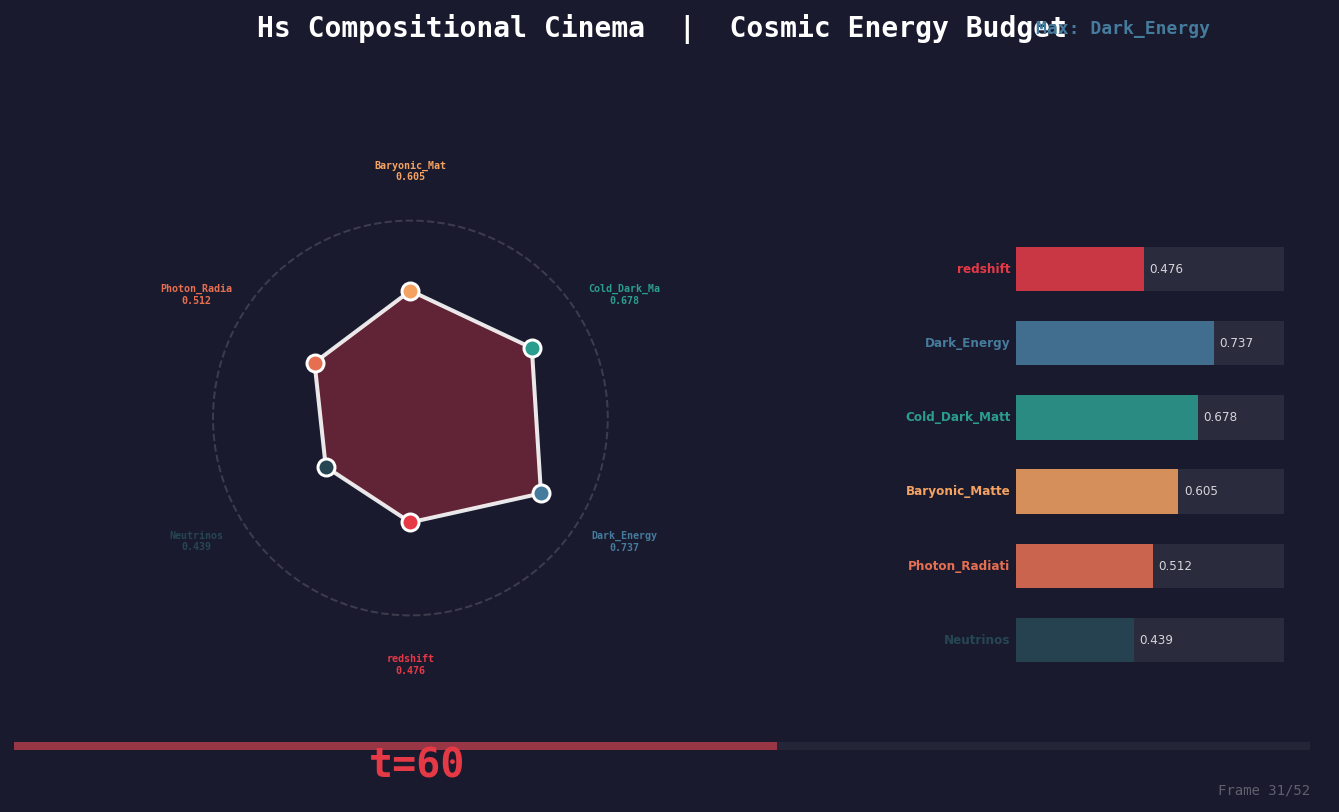 Hs Compositional Cinema | Cosmic Energy Budget
Max: Dark_Energy
Baryonic_Mat
0.605
Photon_Radia
0.512
Cold_Dark_Ma
0.678
Neutrinos
0.439
Dark_Energy
0.737
redshift
0.476
redshift 0.476
Dark_Energy 0.737
Cold_Dark_Matt 0.678
Baryonic_Matte 0.605
Photon_Radiati 0.512
Neutrinos 0.439
t=60
Frame 31/52